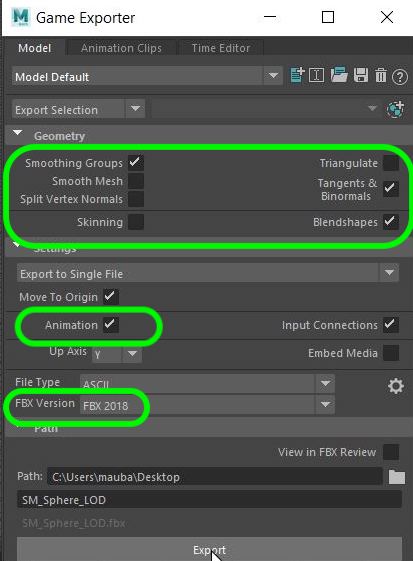 M
Game Exporter
Model Animation Clips Time Editor
Model Default
Export Selection
Geometry
Smoothing Groups Triangulate
Smooth Mesh Tangents &
Binormals
Split Vertex Normals
Skinning Blendshapes
Settings
Export to Single File
Move To Origin
Animation Input Connections
Up Axis Y Embed Media
File Type ASCII
FBX Version FBX 2018
Path
View in FBX Review
Path: C:\Users\mauba\Desktop
SM_Sphere_LOD
SM_Sphere_LOD.fbx
Export